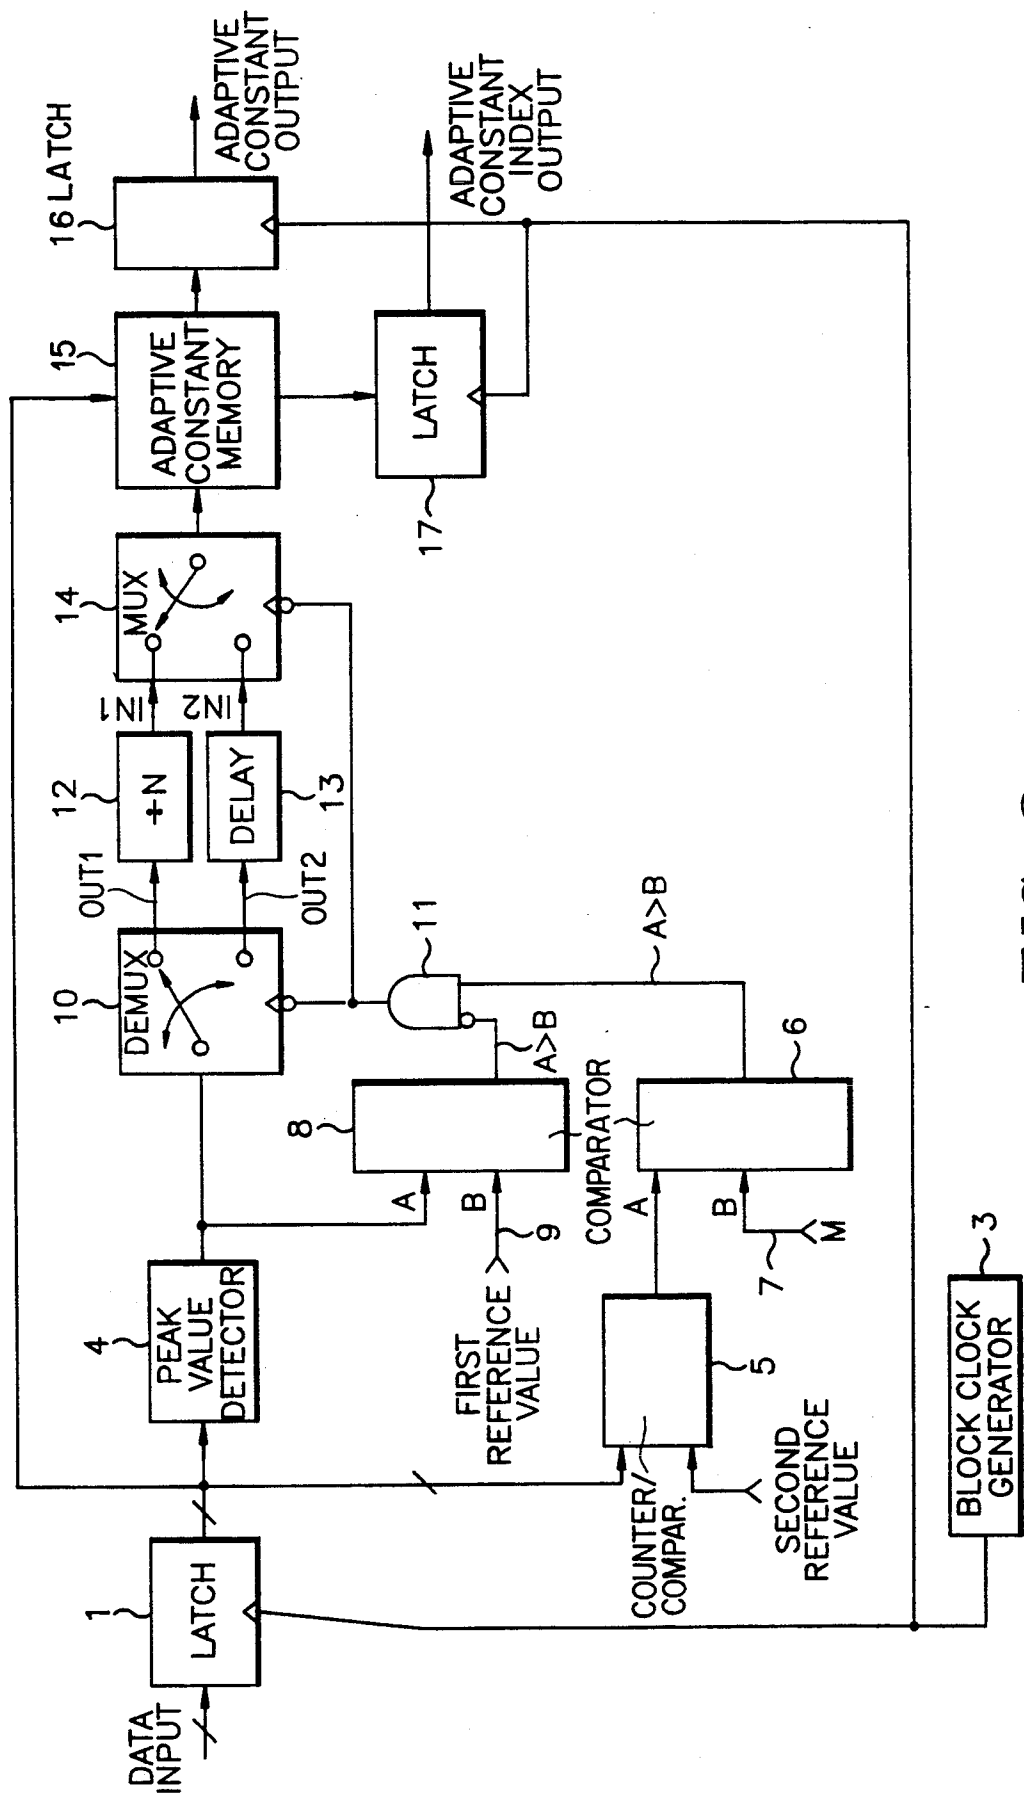 DATA
INPUT
1
LATCH
4
PEAK
VALUE
DETECTOR
10
DEMUX
OUT1
OUT2
12
÷N
DELAY
13
IN1
IN2
14
MUX
15
ADAPTIVE
CONSTANT
MEMORY
16 LATCH
ADAPTIVE
CONSTANT
OUTPUT
17
LATCH
ADAPTIVE
CONSTANT
INDEX
OUTPUT
FIRST
REFERENCE
VALUE
9
A
B
8
A>B
11
COMPARATOR
COUNTER/
COMPAR.
5
SECOND
REFERENCE
VALUE
A
B
7
M
6
A>B
BLOCK CLOCK
GENERATOR
3